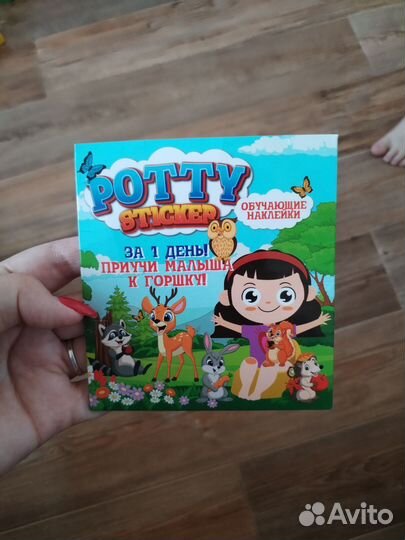 POTTY
STICKER
ОБУЧАЮЩИЕ
НАКЛЕЙКИ
ЗА 1 ДЕНЬ!
ПРИУЧИ МАЛЫША
К ГОРШКУ!
Avito